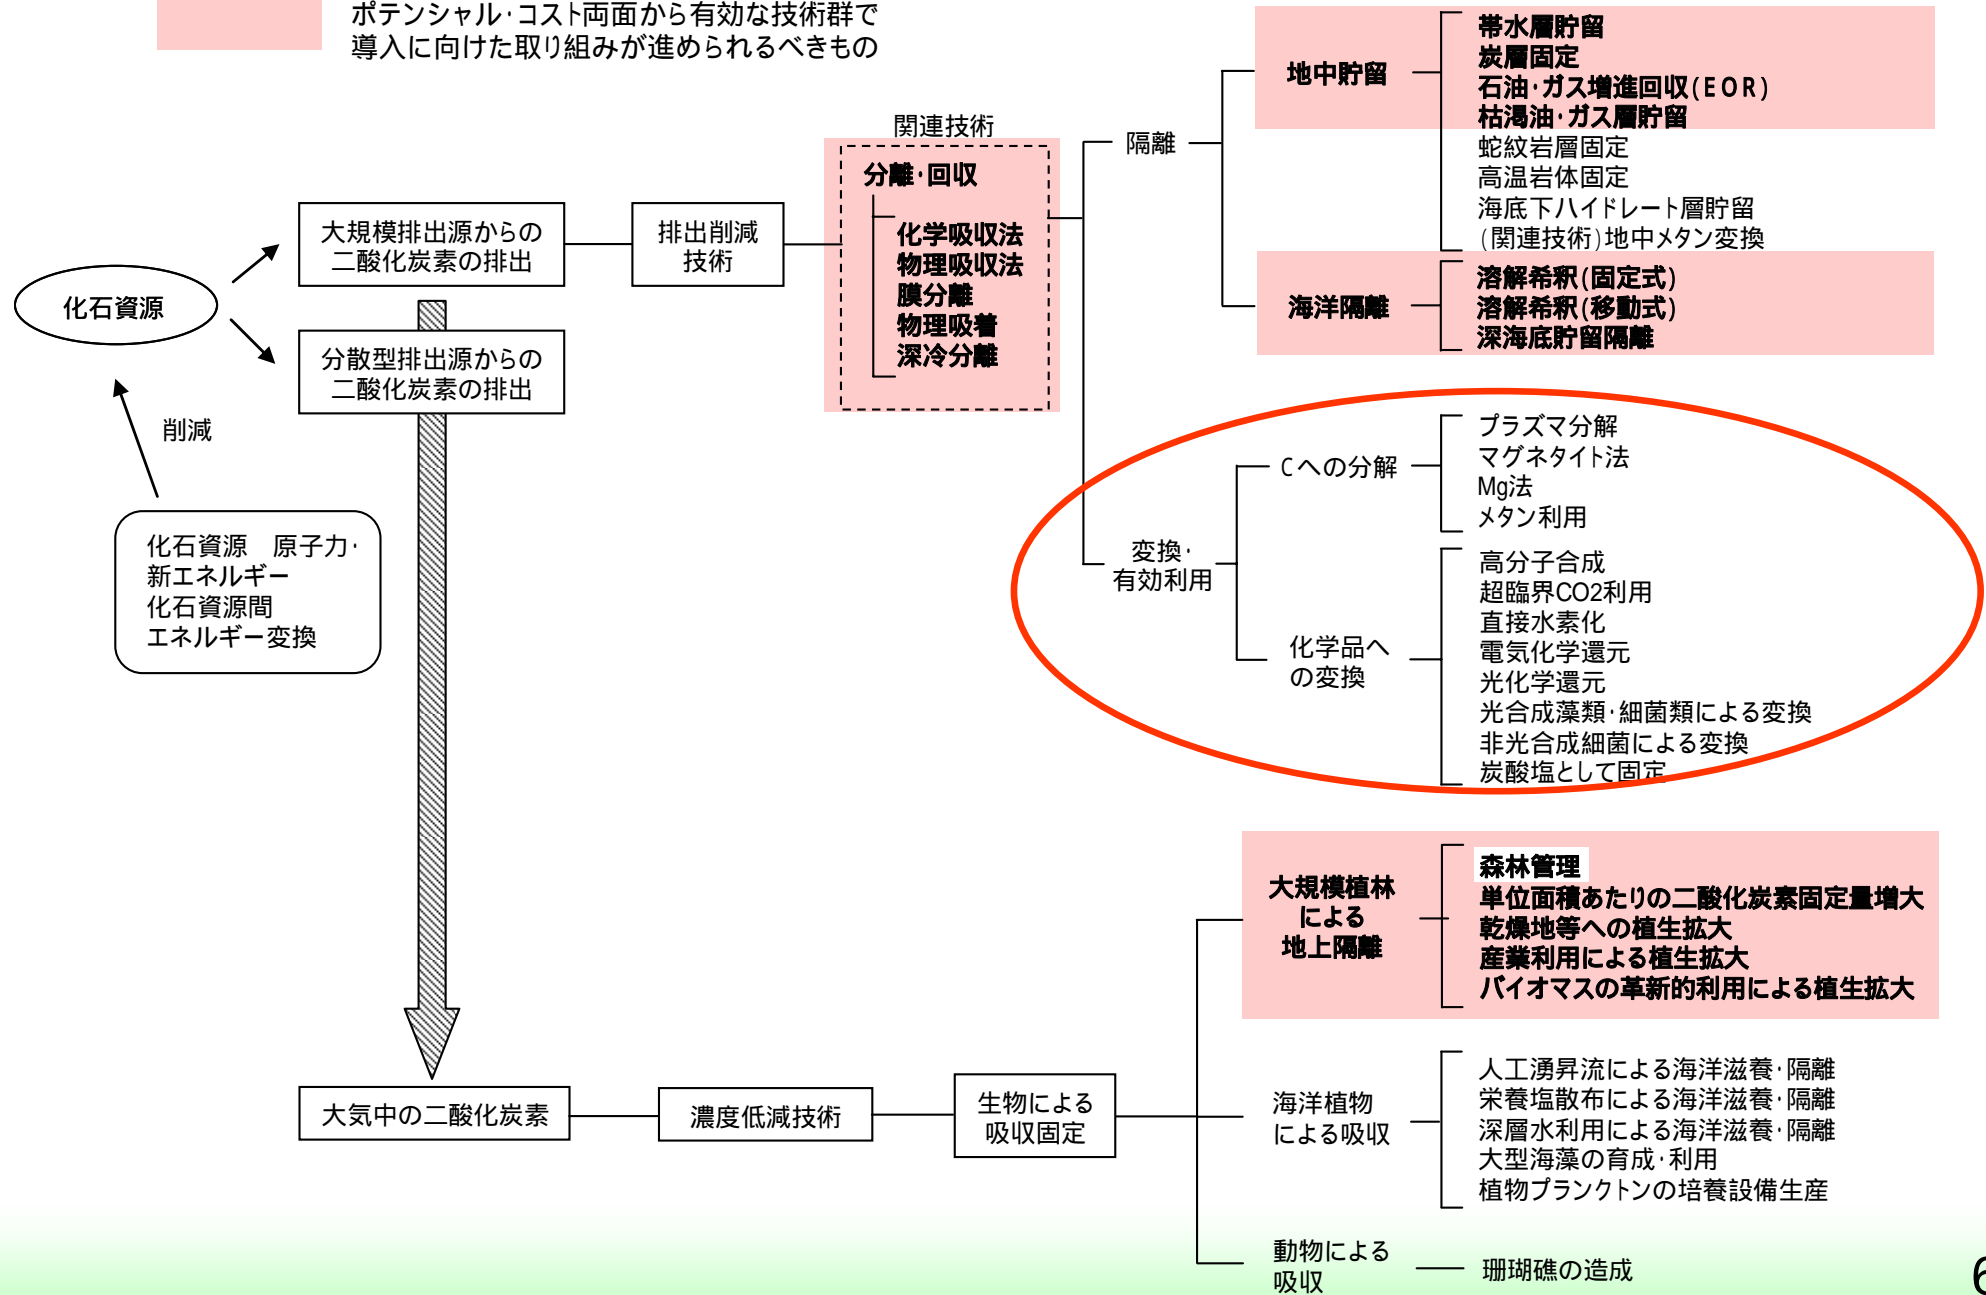 ポテンシャル・コスト両面から有効な技術群で
導入に向けた取り組みが進められるべきもの
化石資源
削減
化石資源　原子力・
新エネルギー
化石資源間
エネルギー変換
大規模排出源からの
二酸化炭素の排出
分散型排出源からの
二酸化炭素の排出
排出削減
技術
関連技術
分離・回収
化学吸収法
物理吸収法
膜分離
物理吸着
深冷分離
隔離
地中貯留
帯水層貯留
炭層固定
石油・ガス増進回収(EOR)
枯渇油・ガス層貯留
蛇紋岩層固定
高温岩体固定
海底下ハイドレート層貯留
(関連技術)地中メタン変換
海洋隔離
溶解希釈(固定式)
溶解希釈(移動式)
深海底貯留隔離
変換・
有効利用
Cへの分解
プラズマ分解
マグネタイト法
Mg法
メタン利用
化学品へ
の変換
高分子合成
超臨界CO2利用
直接水素化
電気化学還元
光化学還元
光合成藻類・細菌類による変換
非光合成細菌による変換
炭酸塩として固定
大気中の二酸化炭素
濃度低減技術
生物による
吸収固定
大規模植林
による
地上隔離
森林管理
単位面積あたりの二酸化炭素固定量増大
乾燥地等への植生拡大
産業利用による植生拡大
バイオマスの革新的利用による植生拡大
海洋植物
による吸収
人工湧昇流による海洋滋養・隔離
栄養塩散布による海洋滋養・隔離
深層水利用による海洋滋養・隔離
大型海藻の育成・利用
植物プランクトンの培養設備生産
動物による
吸収
珊瑚礁の造成
6